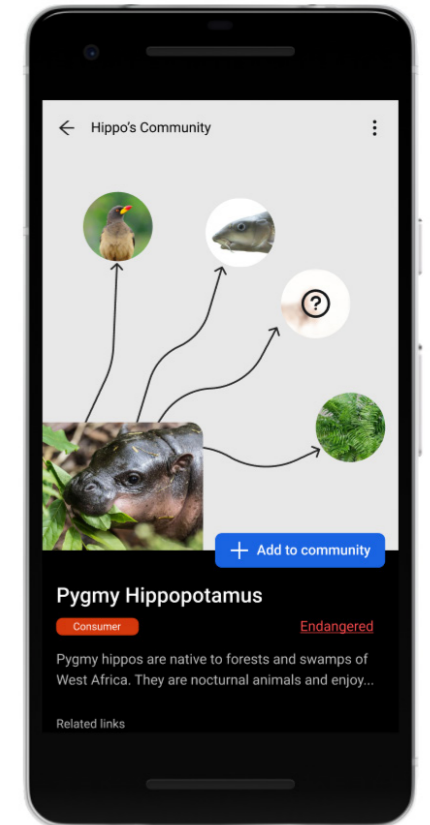 Hippo's Community
?
+ Add to community
Pygmy Hippopotamus
Consumer
Endangered
Pygmy hippos are native to forests and swamps of
West Africa. They are nocturnal animals and enjoy...
Related links